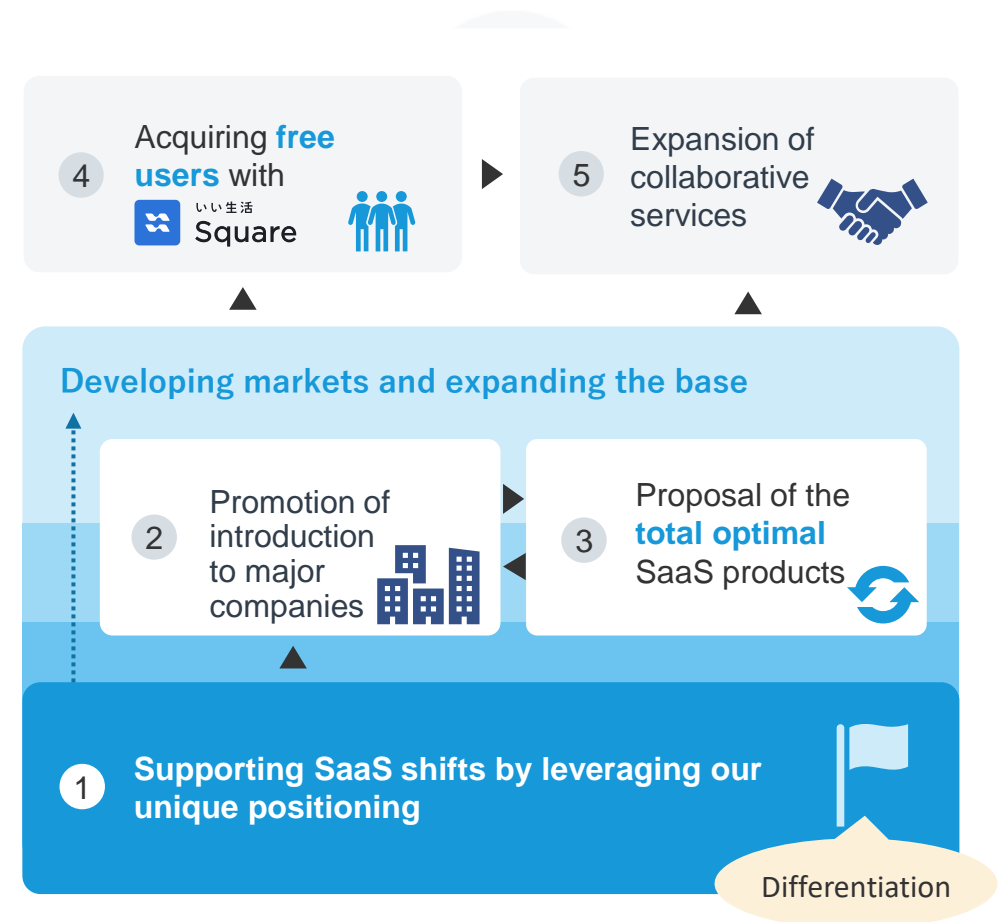 4
Acquiring free
users with
いい生活
Square
5
Expansion of
collaborative
services
Developing markets and expanding the base
2
Promotion of
introduction
to major
companies
3
Proposal of the
total optimal
SaaS products
1
Supporting SaaS shifts by leveraging our
unique positioning
Differentiation